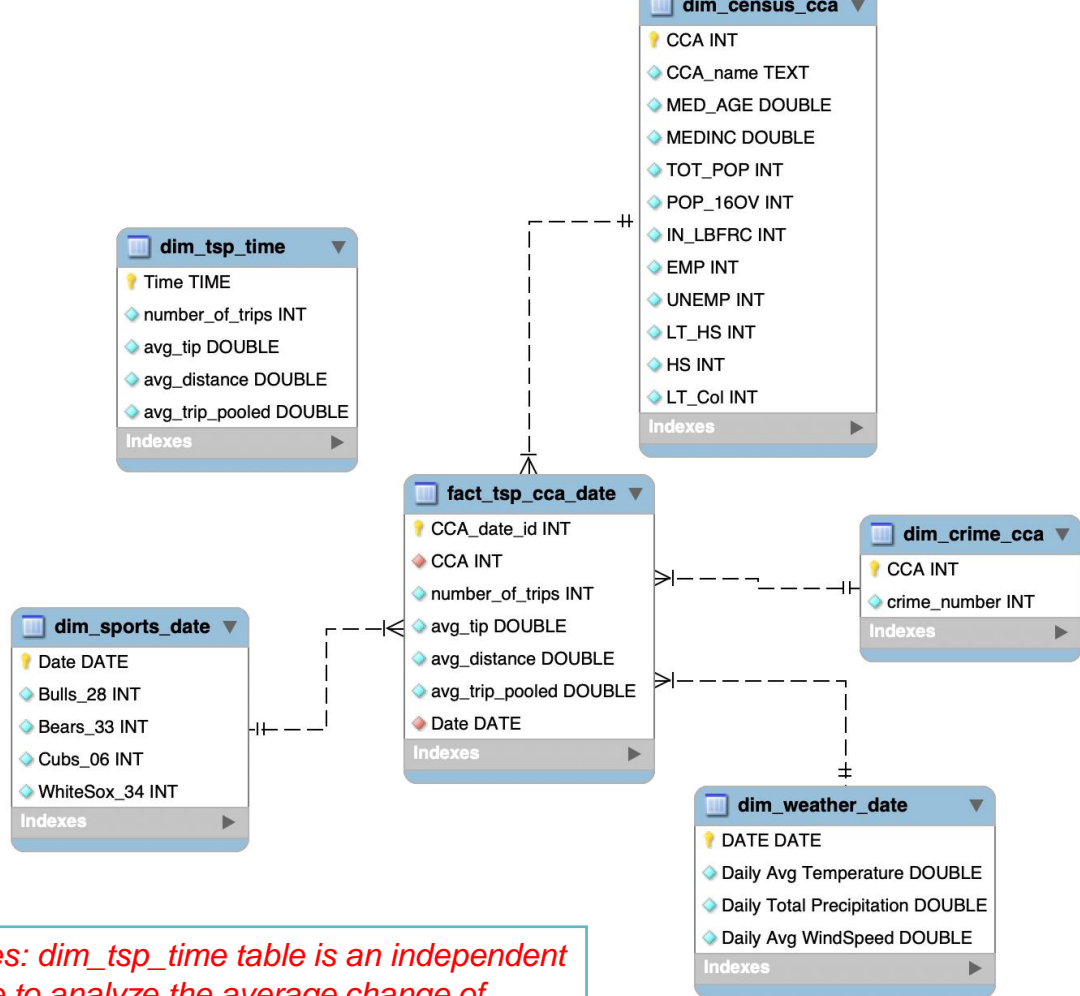 dim_census_cca
CCA INT
CCA_name TEXT
MED_AGE DOUBLE
MEDINC DOUBLE
TOT_POP INT
POP_16OV INT
IN_LBFRC INT
EMP INT
UNEMP INT
LT_HS INT
HS INT
LT_Col INT
Indexes
dim_tsp_time
Time TIME
number_of_trips INT
avg_tip DOUBLE
avg_distance DOUBLE
avg_trip_pooled DOUBLE
Indexes
fact_tsp_cca_date
CCA_date_id INT
CCA INT
number_of_trips INT
avg_tip DOUBLE
avg_distance DOUBLE
avg_trip_pooled DOUBLE
Date DATE
Indexes
dim_crime_cca
CCA INT
crime_number INT
Indexes
dim_sports_date
Date DATE
Bulls_28 INT
Bears_33 INT
Cubs_06 INT
WhiteSox_34 INT
Indexes
dim_weather_date
DATE DATE
Daily Avg Temperature DOUBLE
Daily Total Precipitation DOUBLE
Daily Avg WindSpeed DOUBLE
Indexes
es: dim_tsp_time table is an independent
e to analyze the average change of